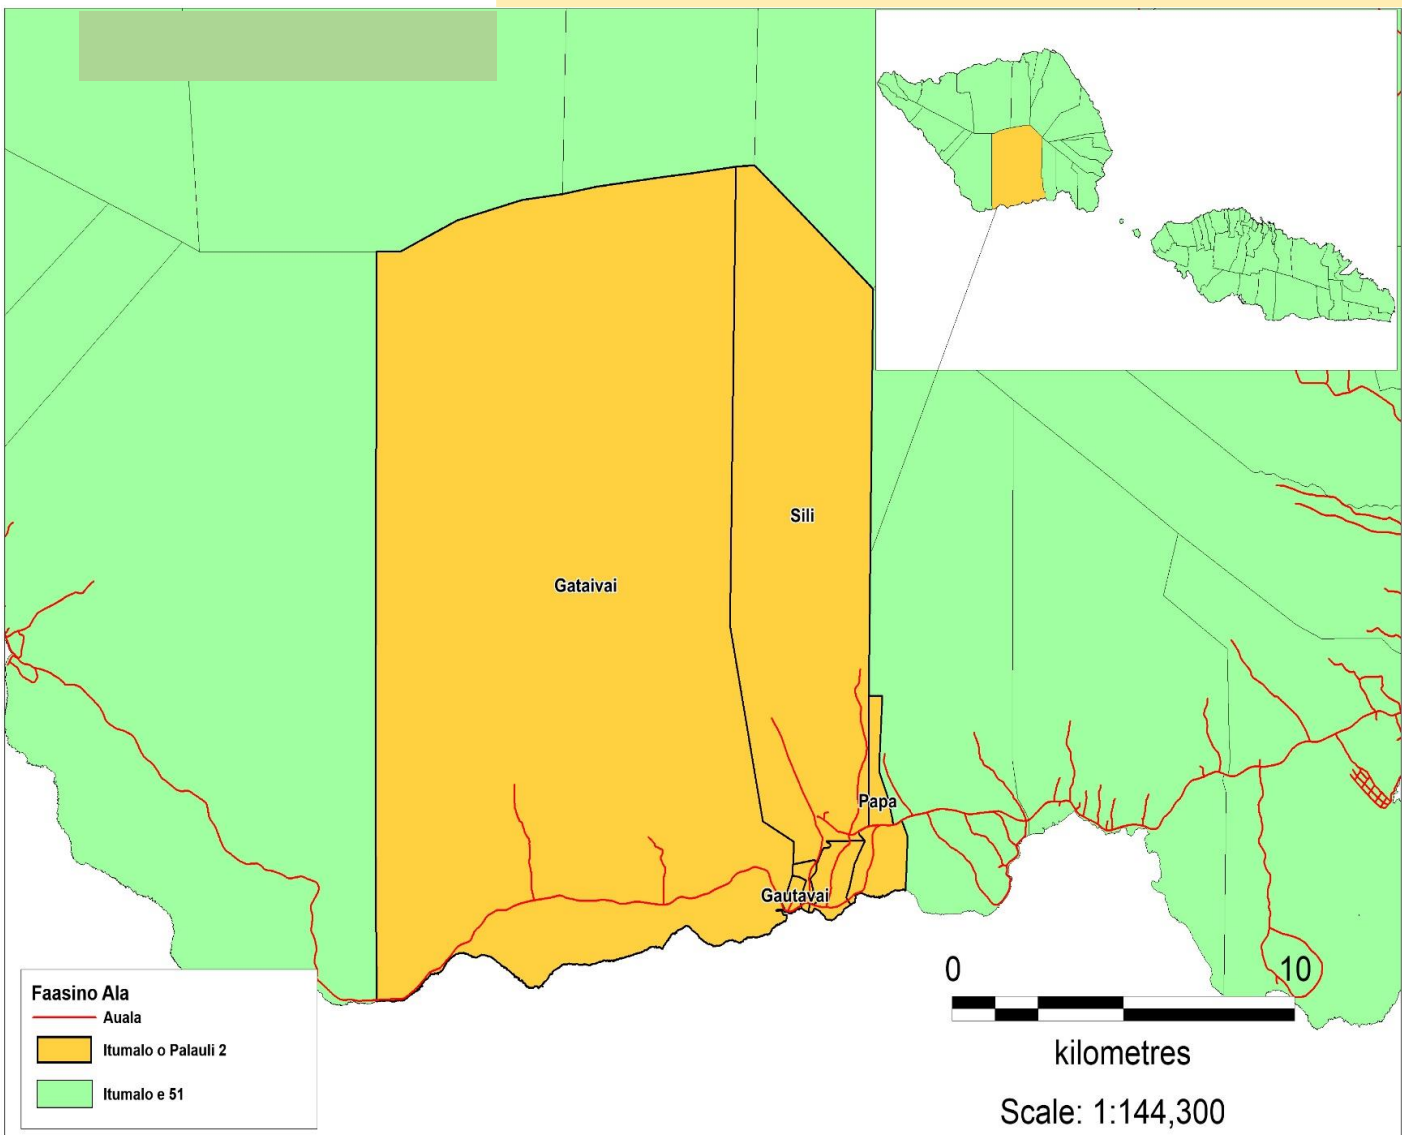 Sili
Gataivai
Papa
Gautavai
0 10
kilometres
Scale: 1:144,300
Faasino Ala
Auala
Itumalo o Palauli 2
Itumalo e 51